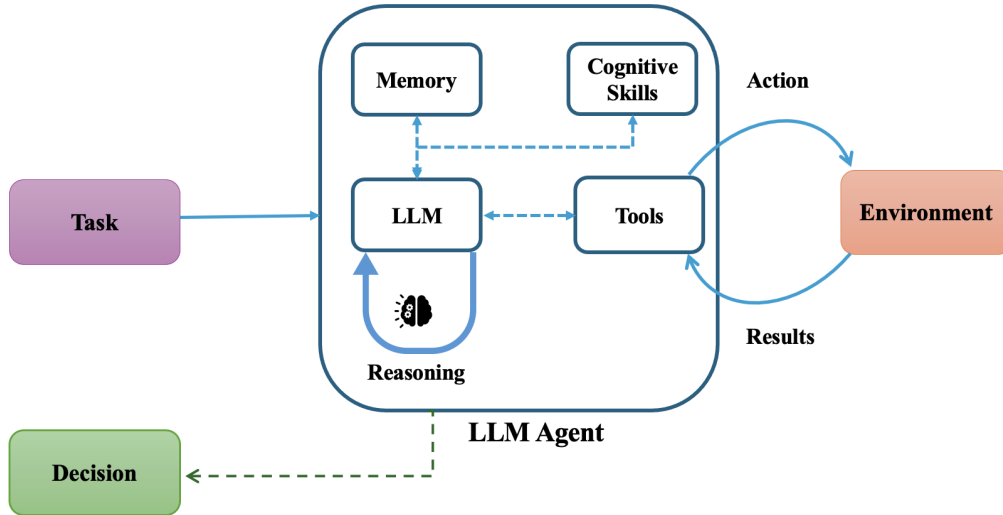 Memory
Cognitive
Skills
Action
Task
LLM
Tools
Environment
Reasoning
Results
LLM Agent
Decision